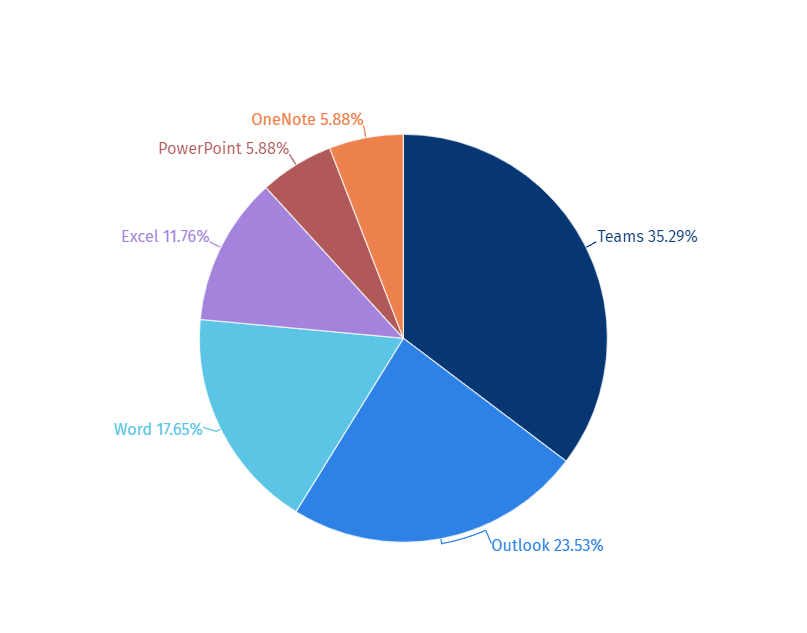 OneNote 5.88%
PowerPoint 5.88%
Excel 11.76%
Teams 35.29%
Word 17.65%
Outlook 23.53%